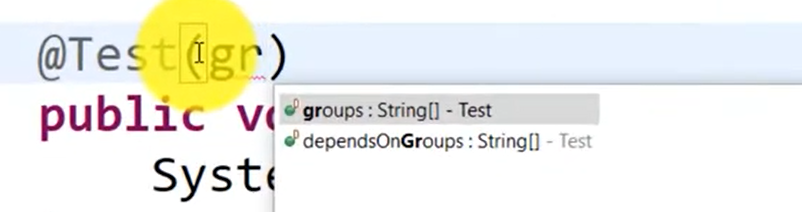 @Test(gr)
public vo
groups : String[] - Test
dependsOnGroups : String[] - Test
Syste